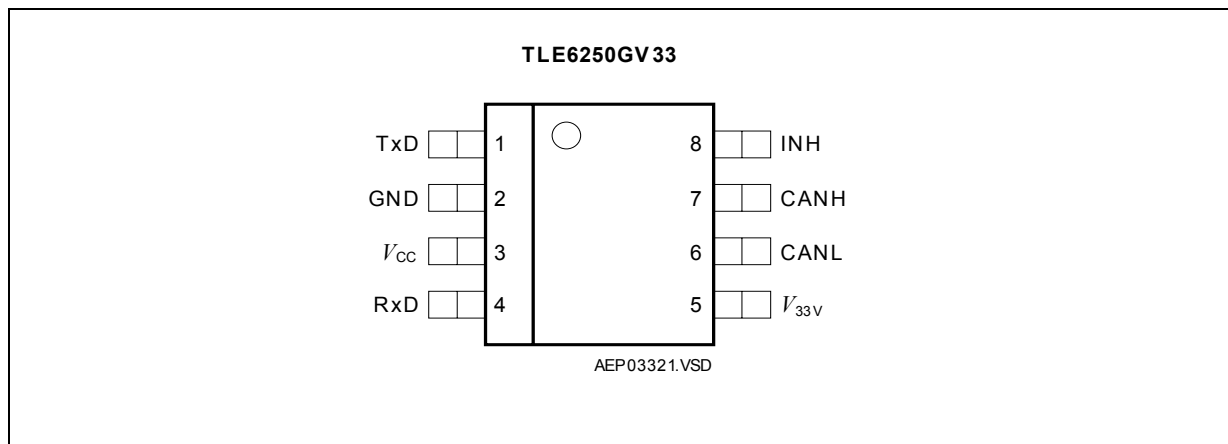 TLE6250GV33
TxD 1 8 INH
GND 2 7 CANH
VCC 3 6 CANL
RxD 4 5 V33V
AEP03321.VSD